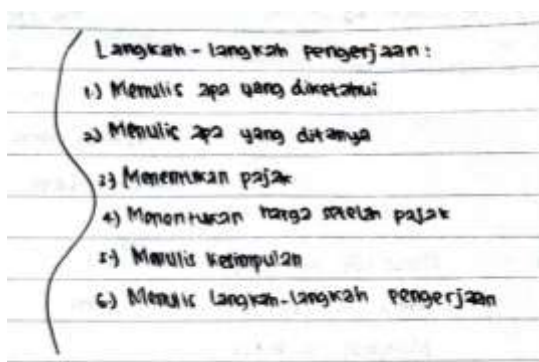 Langkah - langkah pengerjaan :
1.) Menulis apa yang diketahui
2.) Menulis apa yang ditanya
3.) Menentukan pajak
4.) Menentukan harga setelah pajak
5.) Menulis kesimpulan
6.) Menulis langkah-langkah pengerjaan